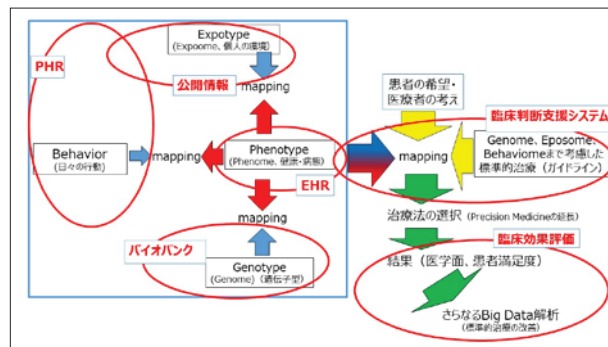 Expotype
(Expoome、個人の環境)
PHR
公開情報
mapping
患者の希望・
医療者の考え
臨床判断支援システム
Behavior
(日々の行動)
mapping
Phenotype
(Phenome、健康・病態)
mapping
Genome、Eposome、
Behaviomeまで考慮した
標準的治療（ガイドライン）
EHR
mapping
治療法の選択（Precision Medicineの延長）
バイオバンク
臨床効果評価
Genotype
(Genome)（遺伝子型）
結果（医学面、患者満足度）
さらなるBig Data解析
（標準的治療の改善）